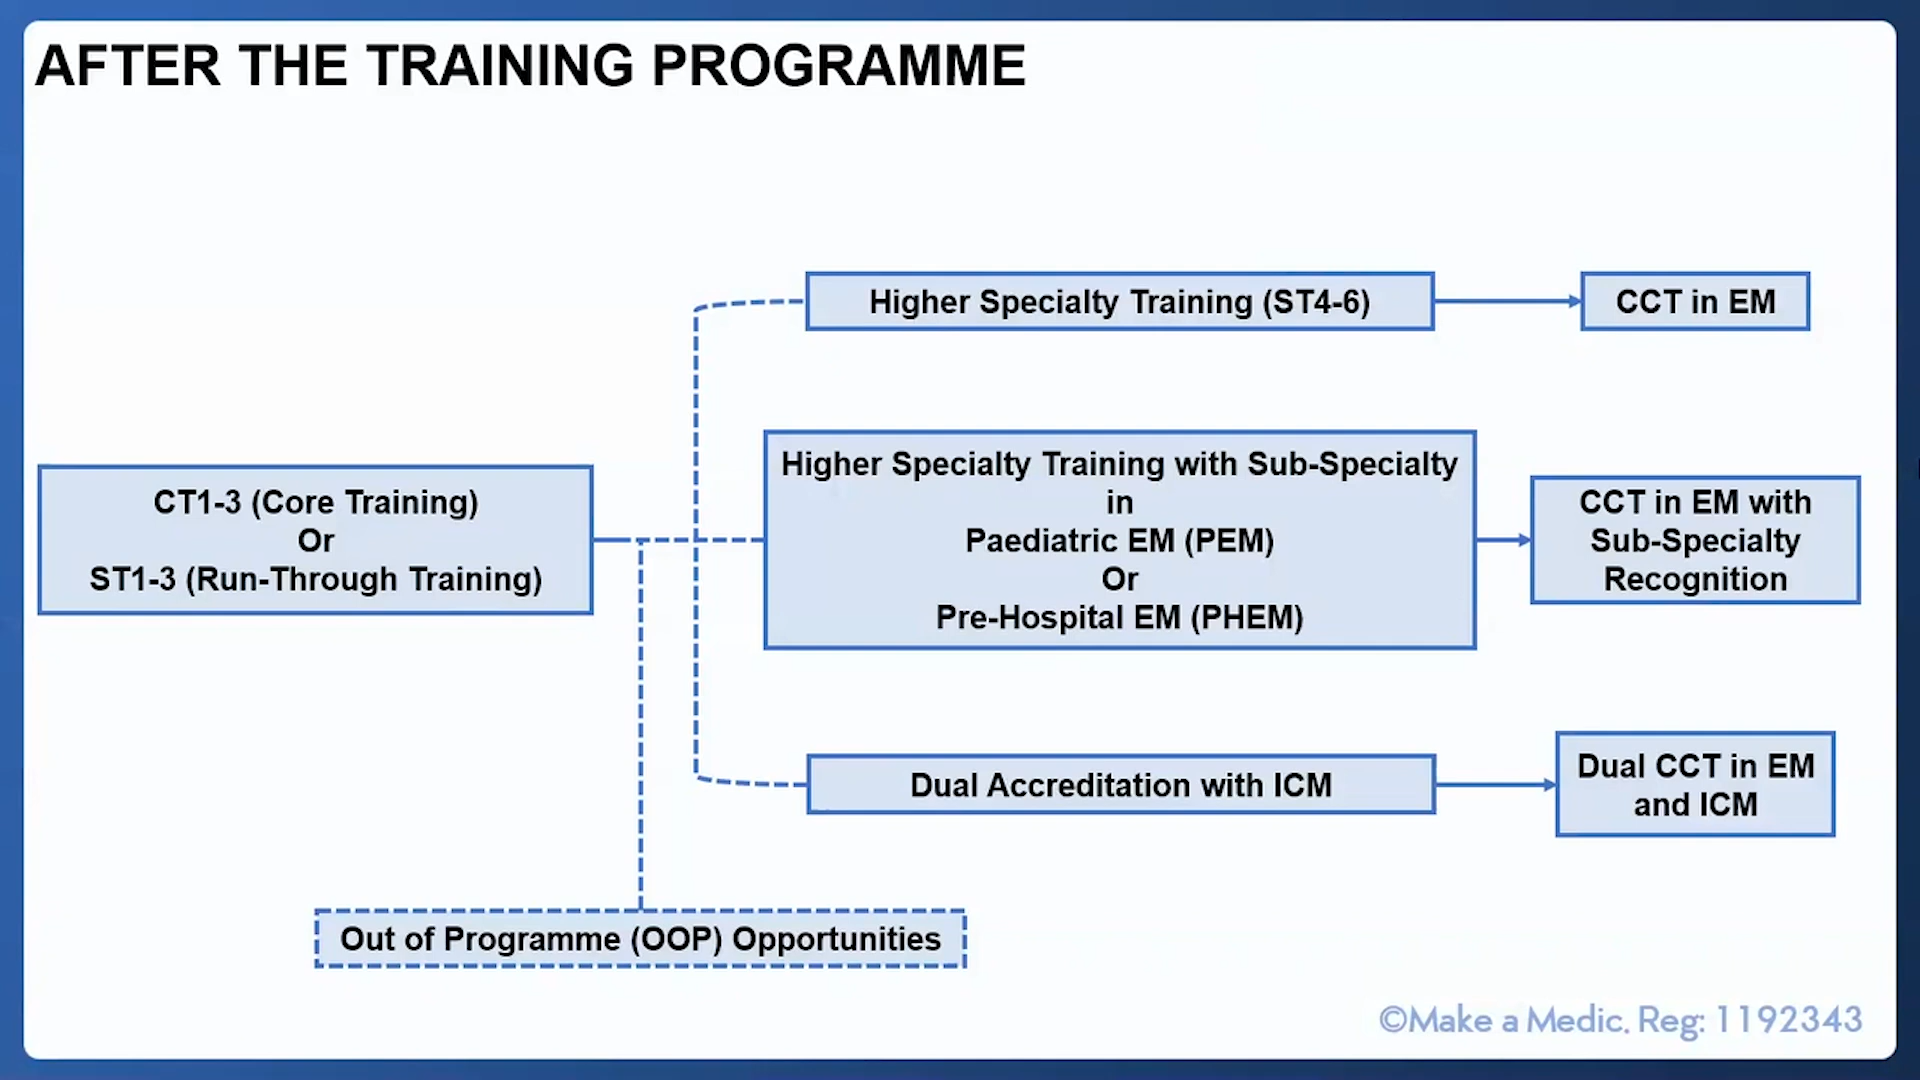 AFTER THE TRAINING PROGRAMME
Higher Specialty Training (ST4-6)
CCT in EM
CT1-3 (Core Training)
Or
ST1-3 (Run-Through Training)
Higher Specialty Training with Sub-Specialty
in
Paediatric EM (PEM)
Or
Pre-Hospital EM (PHEM)
CCT in EM with
Sub-Specialty
Recognition
Dual Accreditation with ICM
Dual CCT in EM
and ICM
Out of Programme (OOP) Opportunities
©Make a Medic. Reg: 1192343